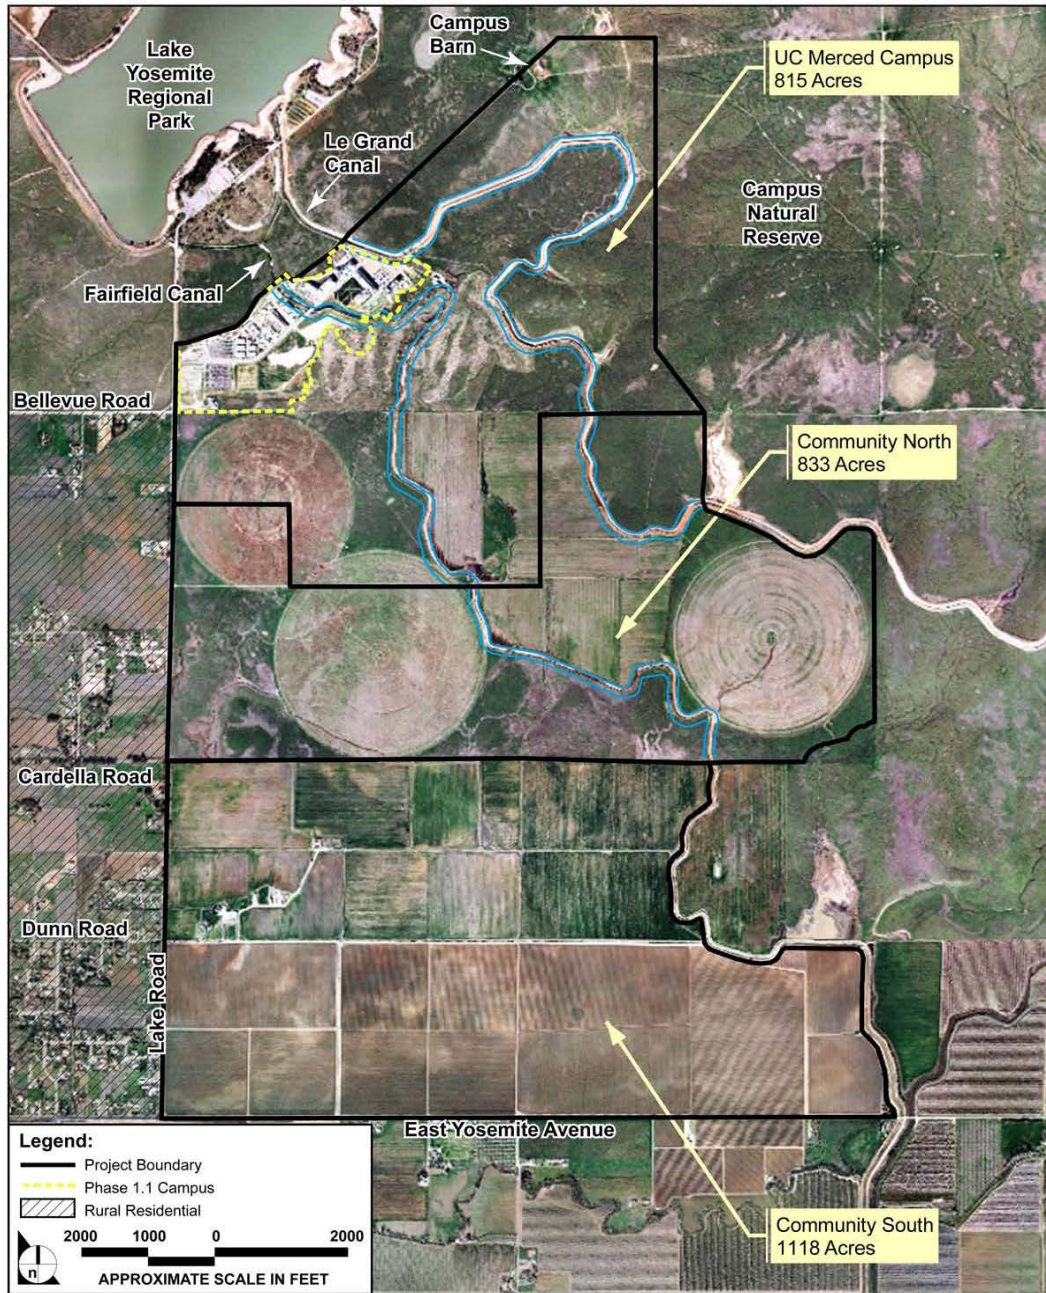 Lake
Yosemite
Regional
Park
Campus
Barn
UC Merced Campus
815 Acres
Le Grand
Canal
Campus
Natural
Reserve
Fairfield Canal
Bellevue Road
Community North
833 Acres
Cardella Road
Dunn Road
Lake Road
East Yosemite Avenue
Legend:
Project Boundary
Phase 1.1 Campus
Rural Residential
n
2000 1000 0 2000
APPROXIMATE SCALE IN FEET
Community South
1118 Acres